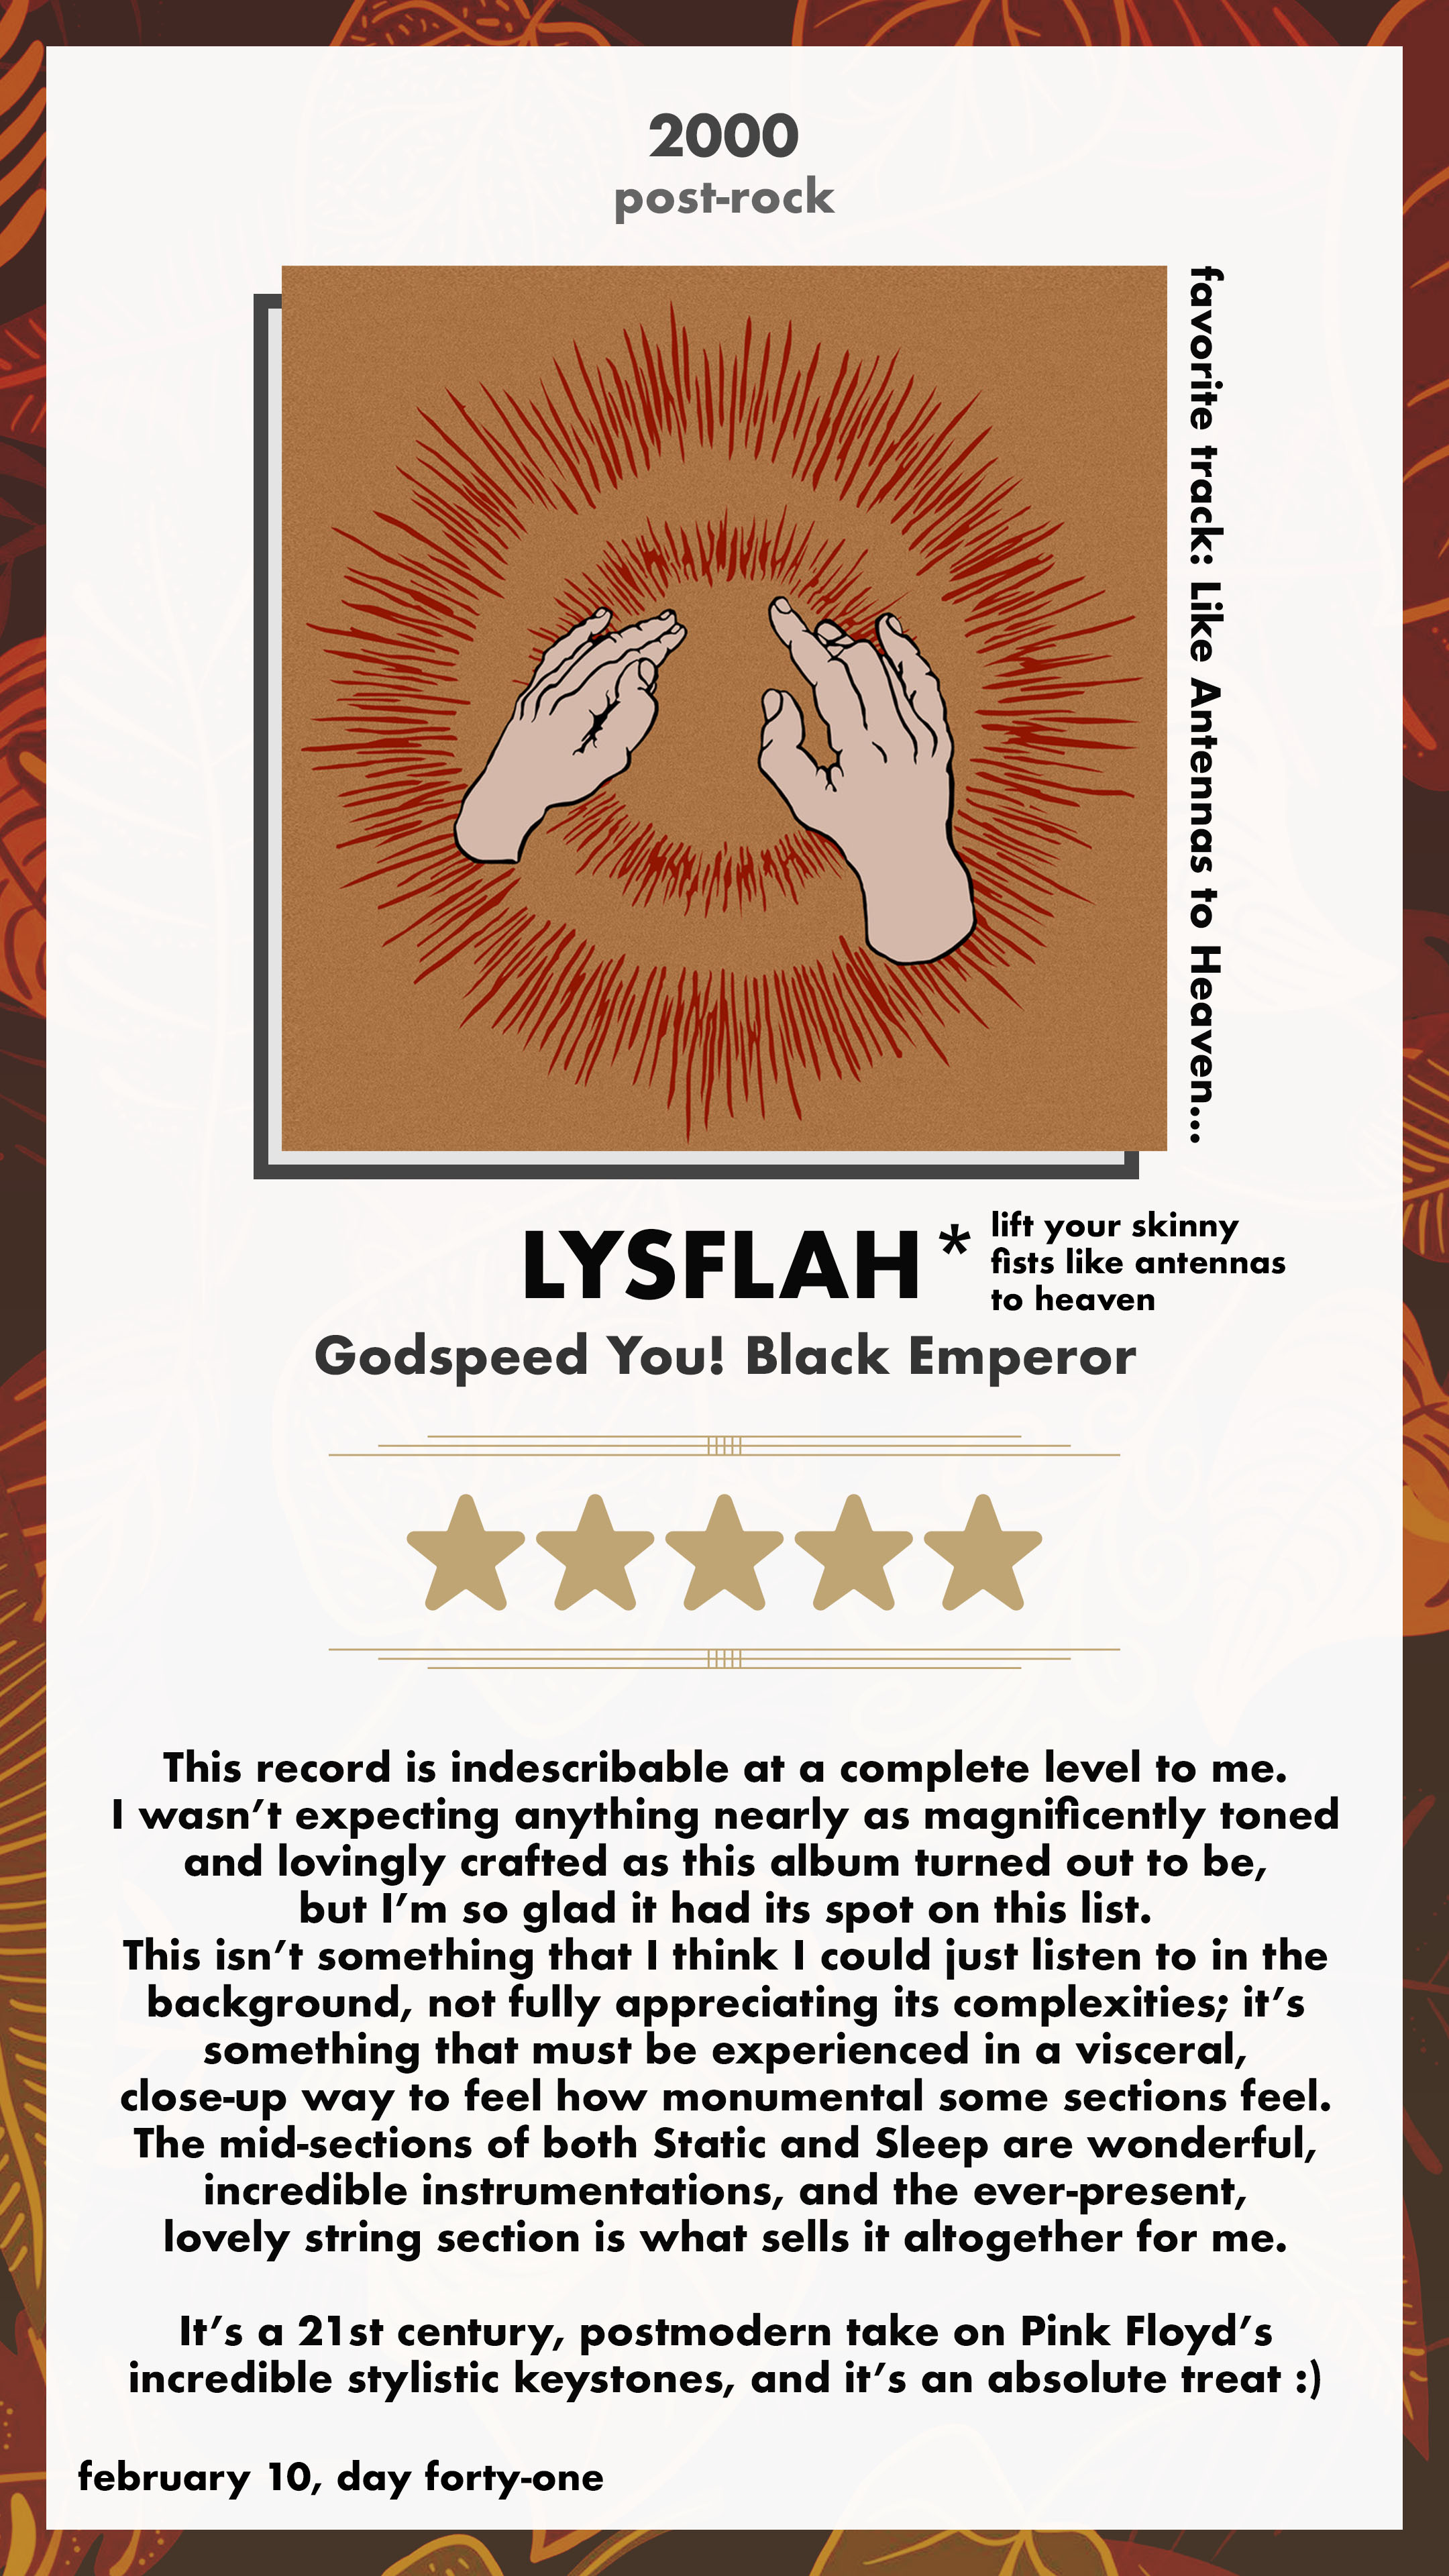 2000
post-rock
favorite track: Like Antennas to Heaven...
LYSFLAH*
lift your skinny
fists like antennas
to heaven
Godspeed You! Black Emperor
This record is indescribable at a complete level to me.
I wasn’t expecting anything nearly as magnificently toned
and lovingly crafted as this album turned out to be,
but I’m so glad it had its spot on this list.
This isn’t something that I think I could just listen to in the
background, not fully appreciating its complexities; it’s
something that must be experienced in a visceral,
close-up way to feel how monumental some sections feel.
The mid-sections of both Static and Sleep are wonderful,
incredible instrumentations, and the ever-present,
lovely string section is what sells it altogether for me.
It’s a 21st century, postmodern take on Pink Floyd’s
incredible stylistic keystones, and it’s an absolute treat :)
february 10, day forty-one